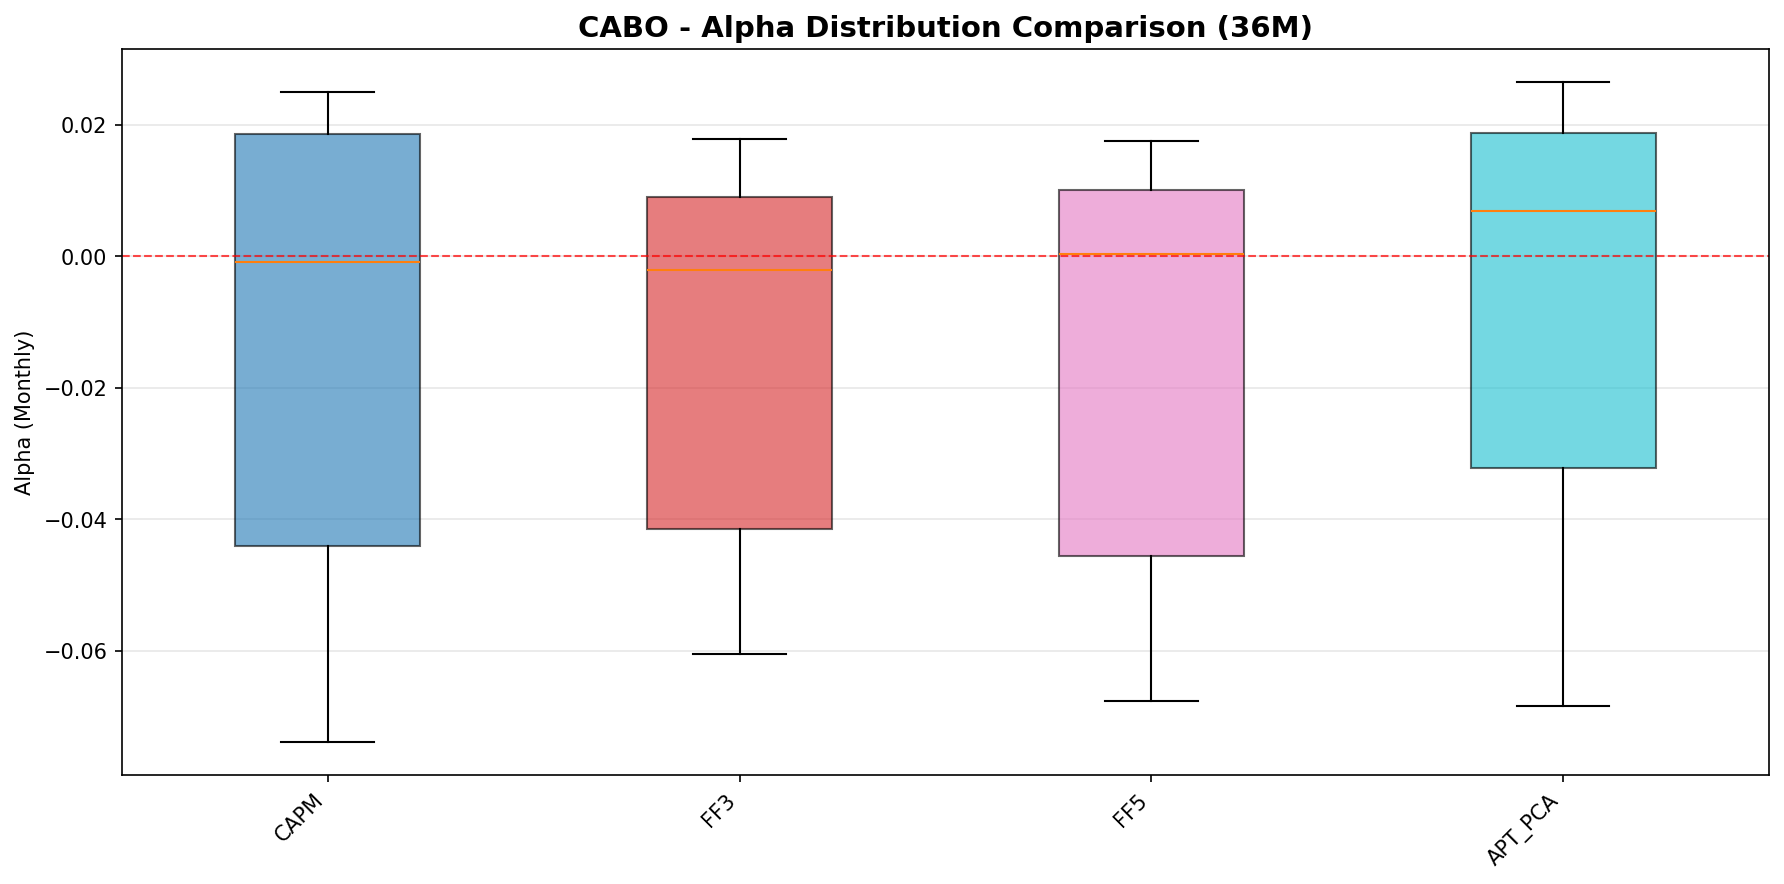 CABO - Alpha Distribution Comparison (36M)
Alpha (Monthly)
0.02
0.00
−0.02
−0.04
−0.06
CAPM
FF3
FF5
APT_PCA